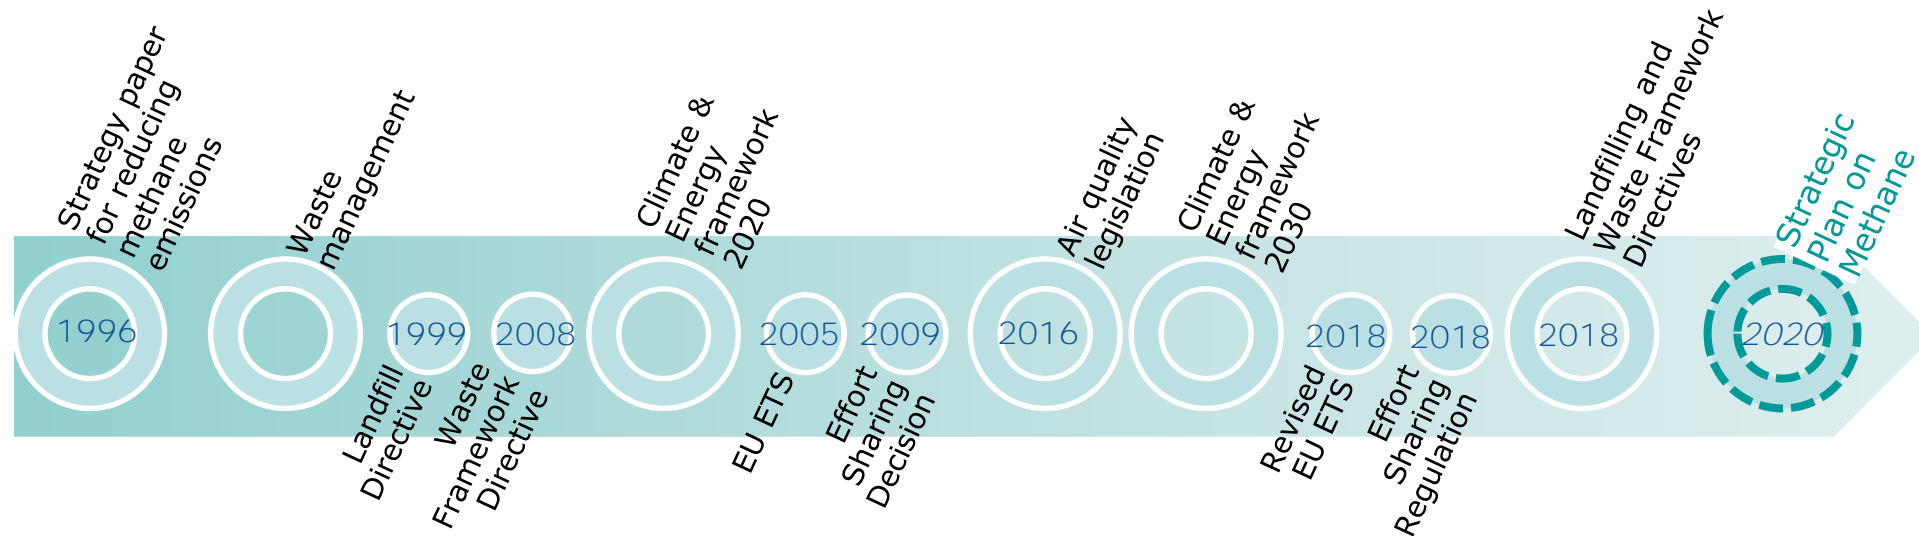 Strategy paper
for reducing
methane
emissions
1996
Waste
management
1999
Landfill
Directive
2008
Waste
Framework
Directive
Climate &
Energy
framework
2020
2005
EU ETS
2009
Effort
Sharing
Decision
Air quality
legislation
2016
Climate &
Energy
framework
2030
2018
Revised
EU ETS
2018
Effort
Sharing
Regulation
Landfilling and
Waste Framework
Directives
2018
Strategic
Plan on
Methane
2020